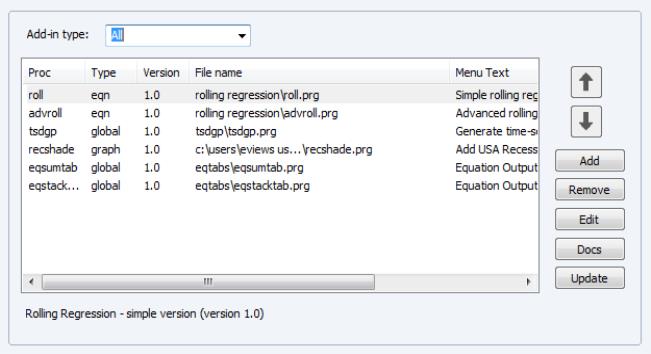 Add-in type: All
Proc Type Version File name Menu Text
roll eqn 1.0 rolling regression\roll.prg Simple rolling reg
advroll eqn 1.0 rolling regression\advroll.prg Advanced rolling
tsdgp global 1.0 tsdgp\tsdgp.prg Generate time-s
recshade graph 1.0 c:\users\eviews us...\recshade.prg Add USA Recess
eqsumtab global 1.0 eqtabs\eqsumtab.prg Equation Output
eqstack... global 1.0 eqtabs\eqstacktab.prg Equation Output
Add
Remove
Edit
Docs
Update
Rolling Regression - simple version (version 1.0)